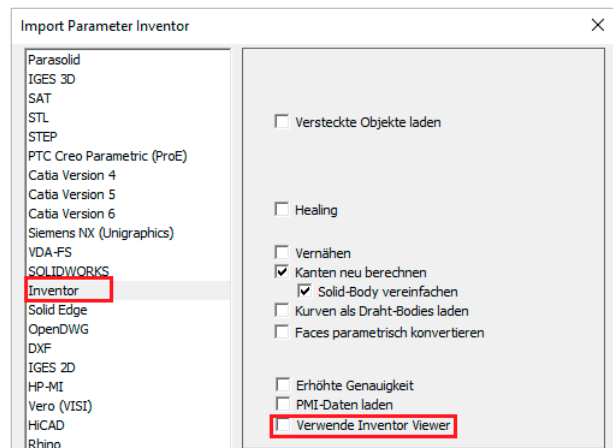 Import Parameter Inventor
Parasolid
IGES 3D
SAT
STL
STEP
PTC Creo Parametric (ProE)
Catia Version 4
Catia Version 5
Catia Version 6
Siemens NX (Unigraphics)
VDA-FS
SOLIDWORKS
Inventor
Solid Edge
OpenDWG
DXF
IGES 2D
HP-MI
Vero (VISI)
HiCAD
Rhino
Versteckte Objekte laden
Healing
Vernähen
Kanten neu berechnen
Solid-Body vereinfachen
Kurven als Draht-Bodies laden
Faces parametrisch konvertieren
Erhöhte Genauigkeit
PMI-Daten laden
Verwende Inventor Viewer